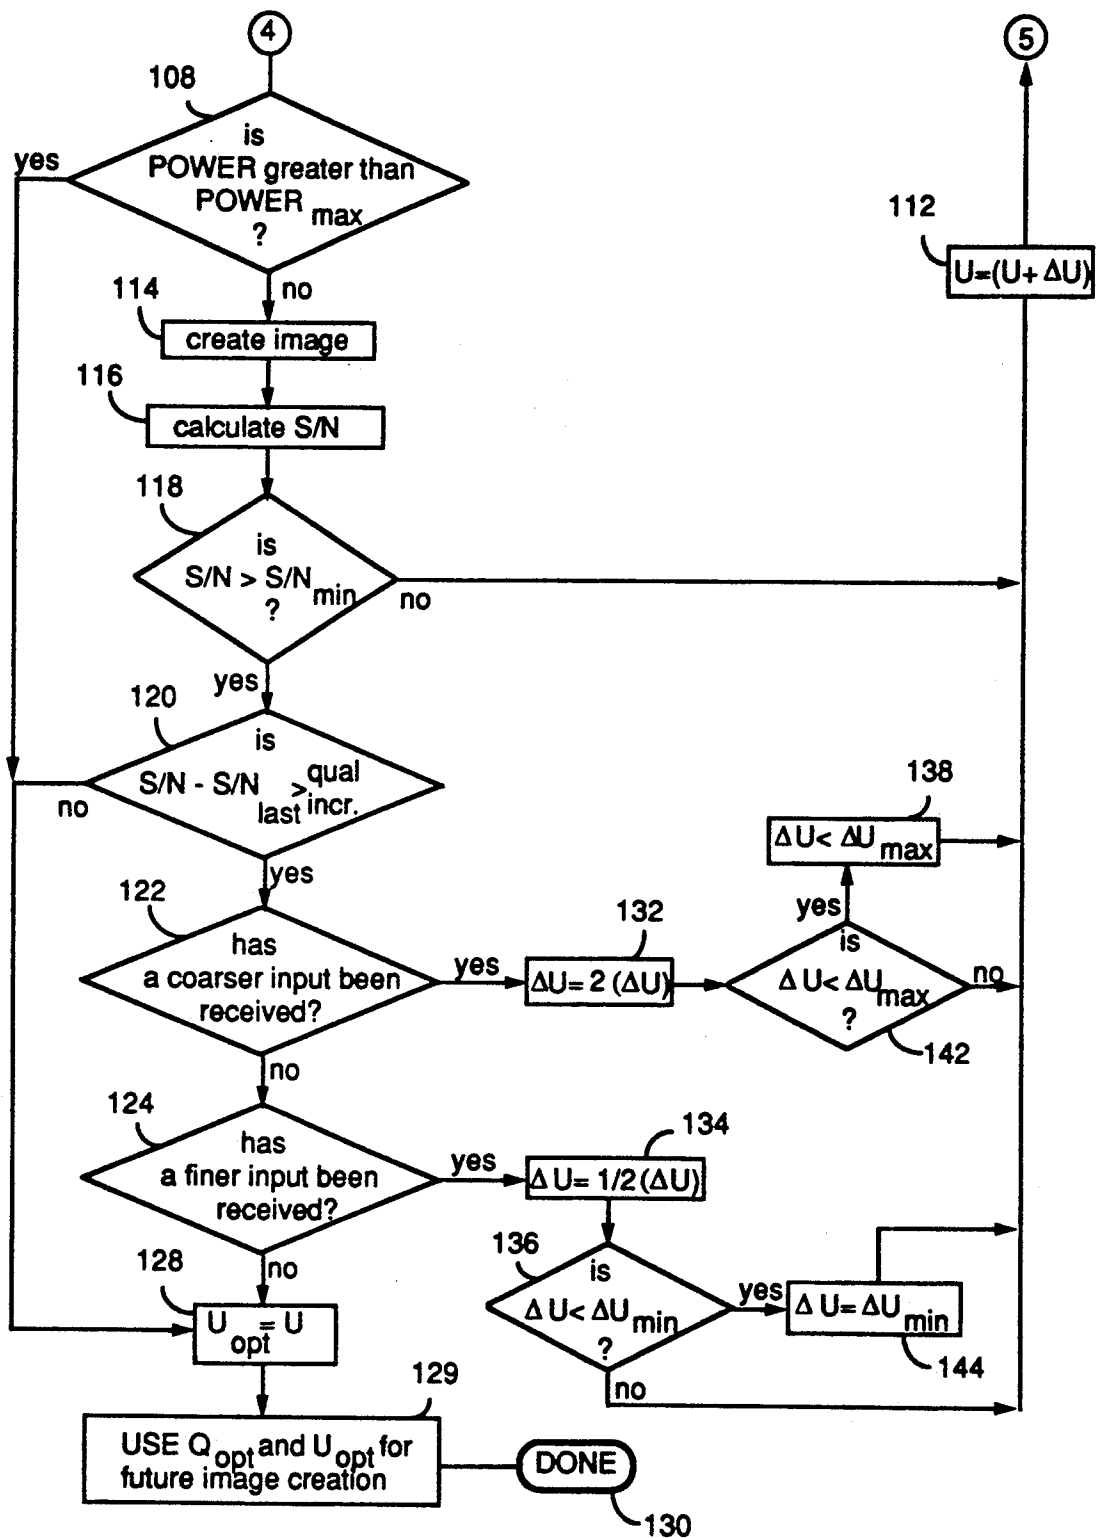 4
5
108
is
POWER greater than
POWER max
?
yes
no
112
U=(U+ ΔU)
114
create image
116
calculate S/N
118
is
S/N > S/N min
?
no
yes
120
is
S/N - S/N last > qual incr.
no
yes
122
has
a coarser input been
received?
yes
132
ΔU= 2 (ΔU)
138
ΔU< ΔU max
yes
is
ΔU< ΔU max
?
no
142
no
124
has
a finer input been
received?
yes
134
ΔU= 1/2 (ΔU)
136
is
ΔU< ΔU min
?
yes
ΔU= ΔU min
144
no
no
128
U opt = U
129
USE Q opt and U opt for
future image creation
DONE
130